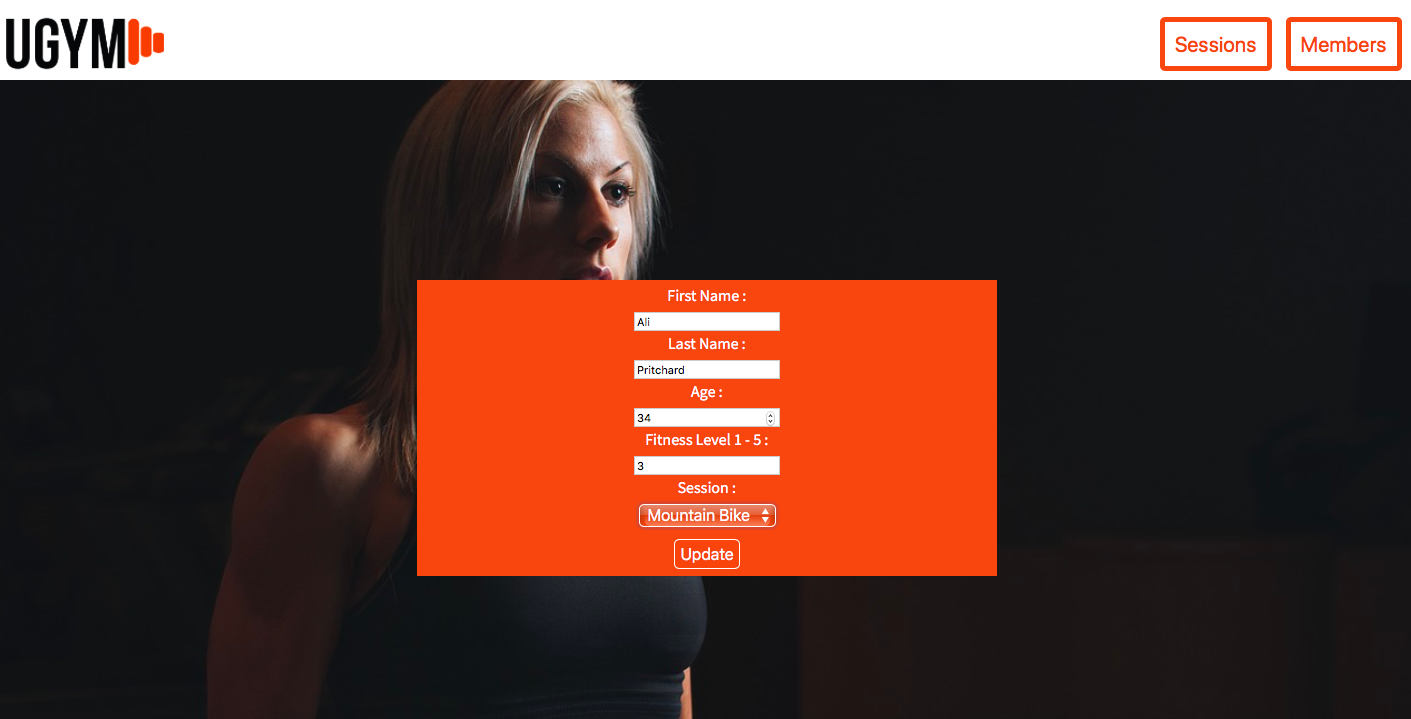 UGYM
Sessions
Members
First Name :
Ali
Last Name :
Pritchard
Age :
34
Fitness Level 1 - 5 :
3
Session :
Mountain Bike
Update